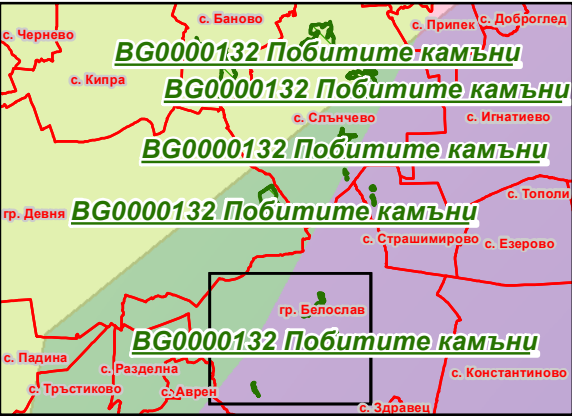 с. Баново
с. Припек
с. Доброглед
с. Чернево
BG0000132 Побитите камъни
с. Кипра
BG0000132 Побитите камъни
с. Слънчево
с. Игнатиево
BG0000132 Побитите камъни
с. Тополи
гр. Девня
BG0000132 Побитите камъни
с. Страшимирово
с. Езерово
гр. Белослав
BG0000132 Побитите камъни
с. Падина
с. Разделна
с. Константиново
с. Тръстиково
с. Аврен
с. Здравец